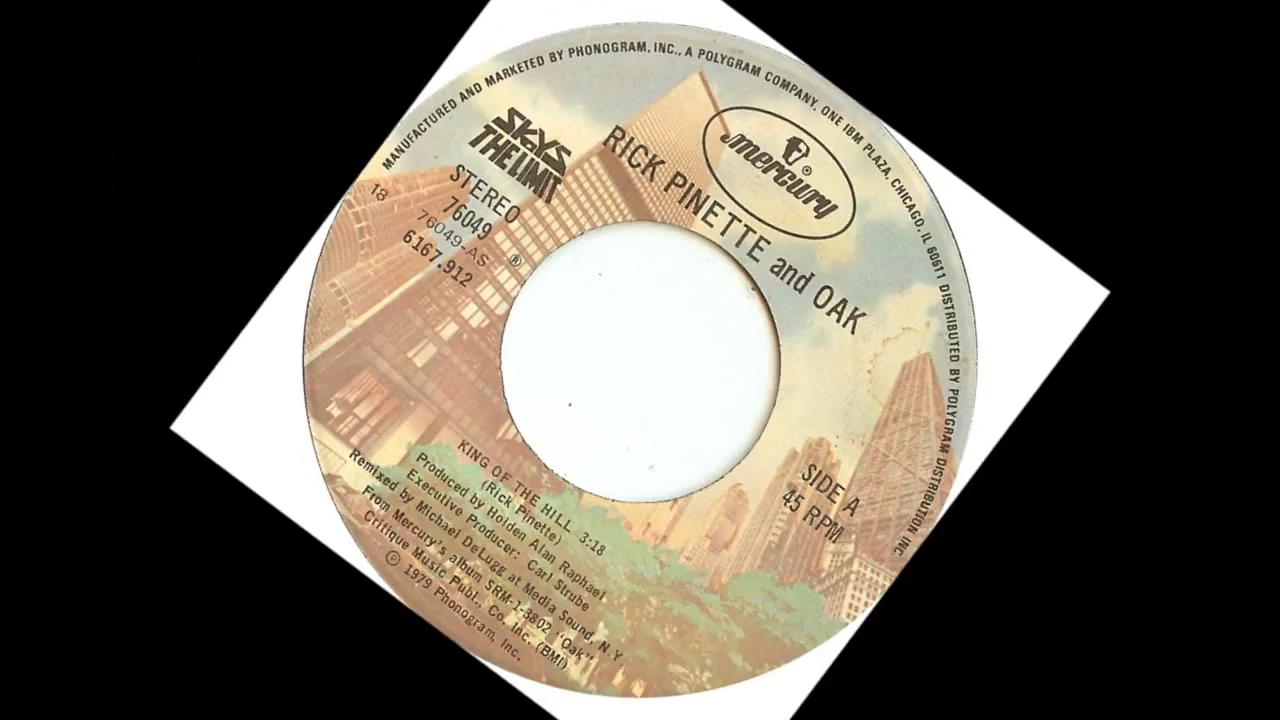 MANUFACTURED AND MARKETED BY PHONOGRAM, INC., A POLYGRAM COMPANY, ONE IBM PLAZA, CHICAGO, IL 60611 DISTRIBUTED BY POLYGRAM DISTRIBUTION INC
mercury
®
RICK PINETTE and OAK
SKYS
THE LIMIT
18
STEREO
76049
76049-AS
6167.912
®
SIDE A
45 RPM
KING OF THE HILL 3:18
(Rick Pinette)
Produced by Holden Alan Raphael
Executive Producer: Carl Strube
Remixed by Michael DeLugg at Media Sound, N.Y
From Mercury's album SRM-1-3802 "Oak"
Critique Music Publ., Co. Inc. (BMI)
℗ 1979 Phonogram, Inc.